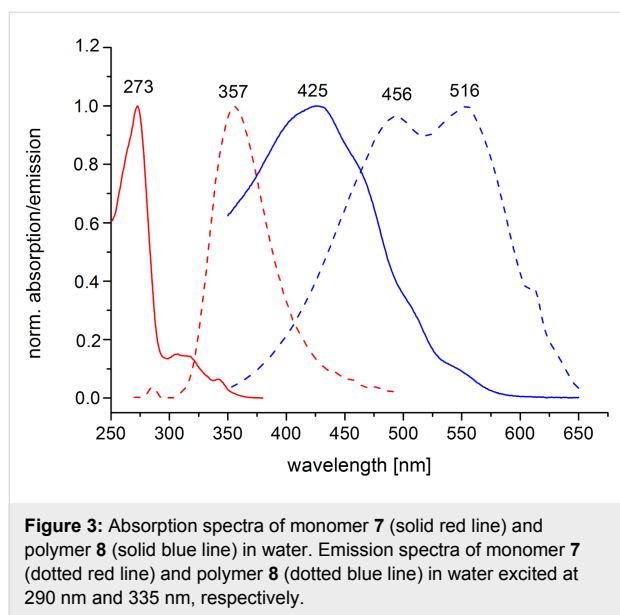 1.2
273 357 425 456 516
1.0
0.8
0.6
0.4
0.2
0.0
norm. absorption/emission
250 300 350 400 450 500 550 600 650
wavelength [nm]
Figure 3: Absorption spectra of monomer 7 (solid red line) and
polymer 8 (solid blue line) in water. Emission spectra of monomer 7
(dotted red line) and polymer 8 (dotted blue line) in water excited at
290 nm and 335 nm, respectively.